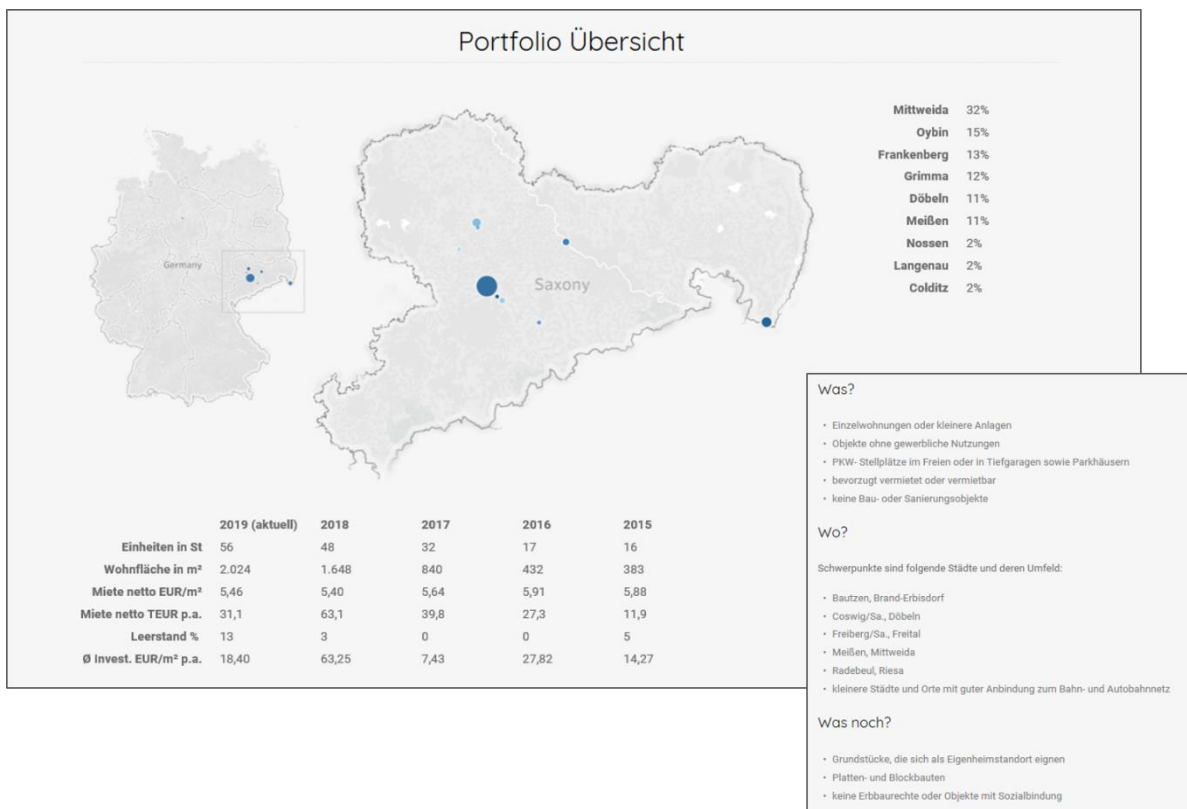 Portfolio Übersicht
Mittweida 32%
Oybin 15%
Frankenberg 13%
Grimma 12%
Döbeln 11%
Meißen 11%
Nossen 2%
Langenau 2%
Colditz 2%
Germany
Saxony
2019 (aktuell) 2018 2017 2016 2015
Einheiten in St 56 48 32 17 16
Wohnfläche in m² 2.024 1.648 840 432 383
Miete netto EUR/m² 5,46 5,40 5,64 5,91 5,88
Miete netto TEUR p.a. 31,1 63,1 39,8 27,3 11,9
Leerstand % 13 3 0 0 5
Ø Invest. EUR/m² p.a. 18,40 63,25 7,43 27,82 14,27
Was?
• Einzelwohnungen oder kleinere Anlagen
• Objekte ohne gewerbliche Nutzungen
• PKW- Stellplätze im Freien oder in Tiefgaragen sowie Parkhäusern
• bevorzugt vermietet oder vermietbar
• keine Bau- oder Sanierungsobjekte
Wo?
Schwerpunkte sind folgende Städte und deren Umfeld:
• Bautzen, Brand-Erbisdorf
• Coswig/Sa., Döbeln
• Freiberg/Sa., Freital
• Meißen, Mittweida
• Radebeul, Riesa
• kleinere Städte und Orte mit guter Anbindung zum Bahn- und Autobahnnetz
Was noch?
• Grundstücke, die sich als Eigenheimstandort eignen
• Platten- und Blockbauten
• keine Erbbaurechte oder Objekte mit Sozialbindung